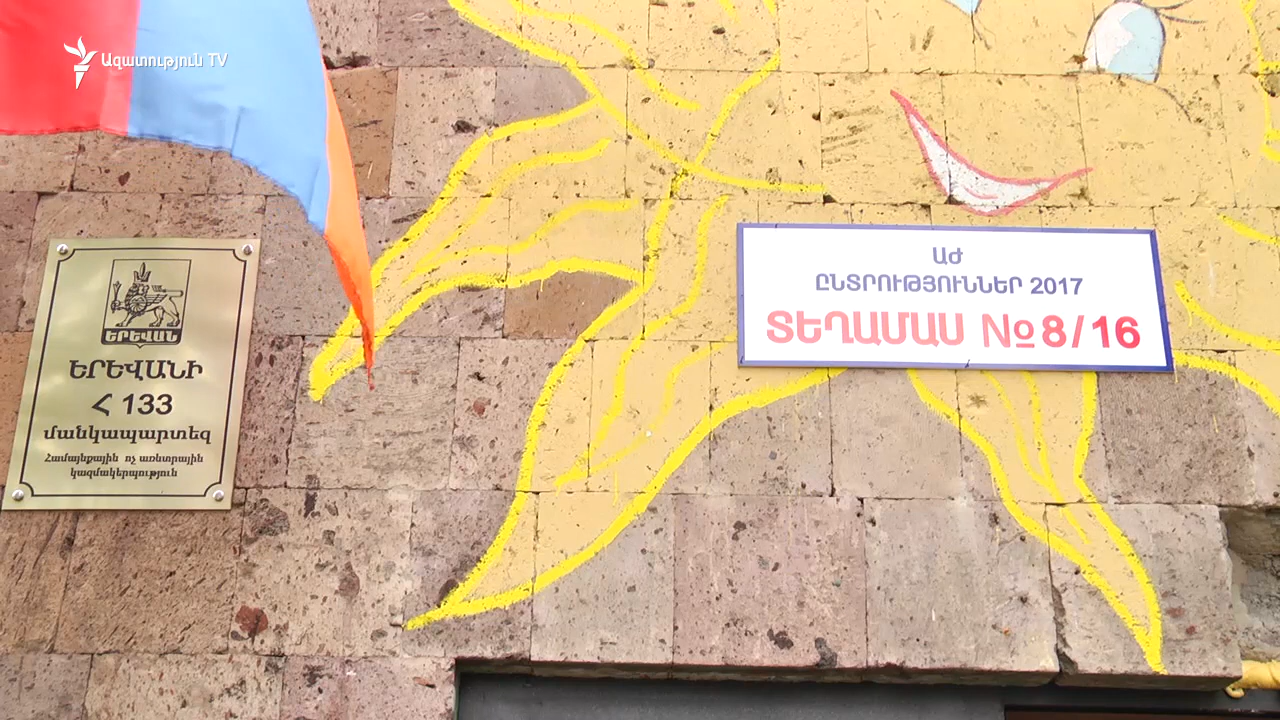 Ազատություն TV
ԵՐԵՎԱՆ
ԵՐԵՎԱՆԻ
Հ 133
մանկապարտեզ
Համայնքային ոչ առևտրային
կազմակերպություն
ԱԺ
ԸՆՏՐՈՒԹՅՈՒՆՆԵՐ 2017
ՏԵՂԱՄԱՍ №8/16